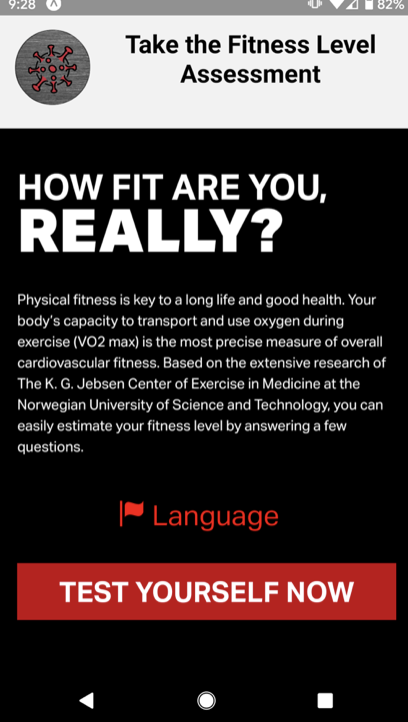 9:28
82%
Take the Fitness Level
Assessment
HOW FIT ARE YOU,
REALLY?
Physical fitness is key to a long life and good health. Your
body's capacity to transport and use oxygen during
exercise (VO2 max) is the most precise measure of overall
cardiovascular fitness. Based on the extensive research of
The K. G. Jebsen Center of Exercise in Medicine at the
Norwegian University of Science and Technology, you can
easily estimate your fitness level by answering a few
questions.
Language
TEST YOURSELF NOW